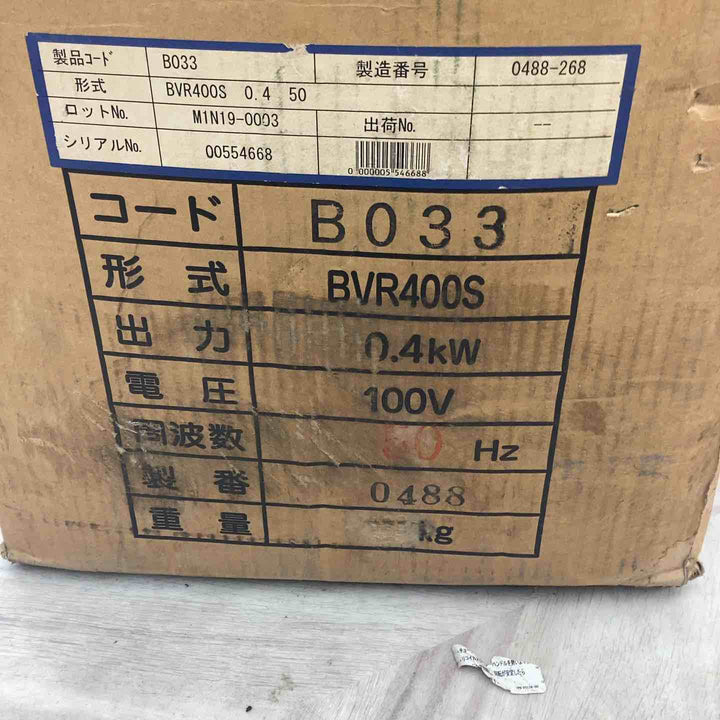 製品コード B033 製造番号 0488-268
形式 BVR400S 0.4 50
ロットNo. M1N19-0003 出荷No. --
シリアルNo. 00554668
0 000005 546688
コード B033
形式 BVR400S
出力 0.4kW
電圧 100V
周波数 50 Hz
製番 0488
重量 kg